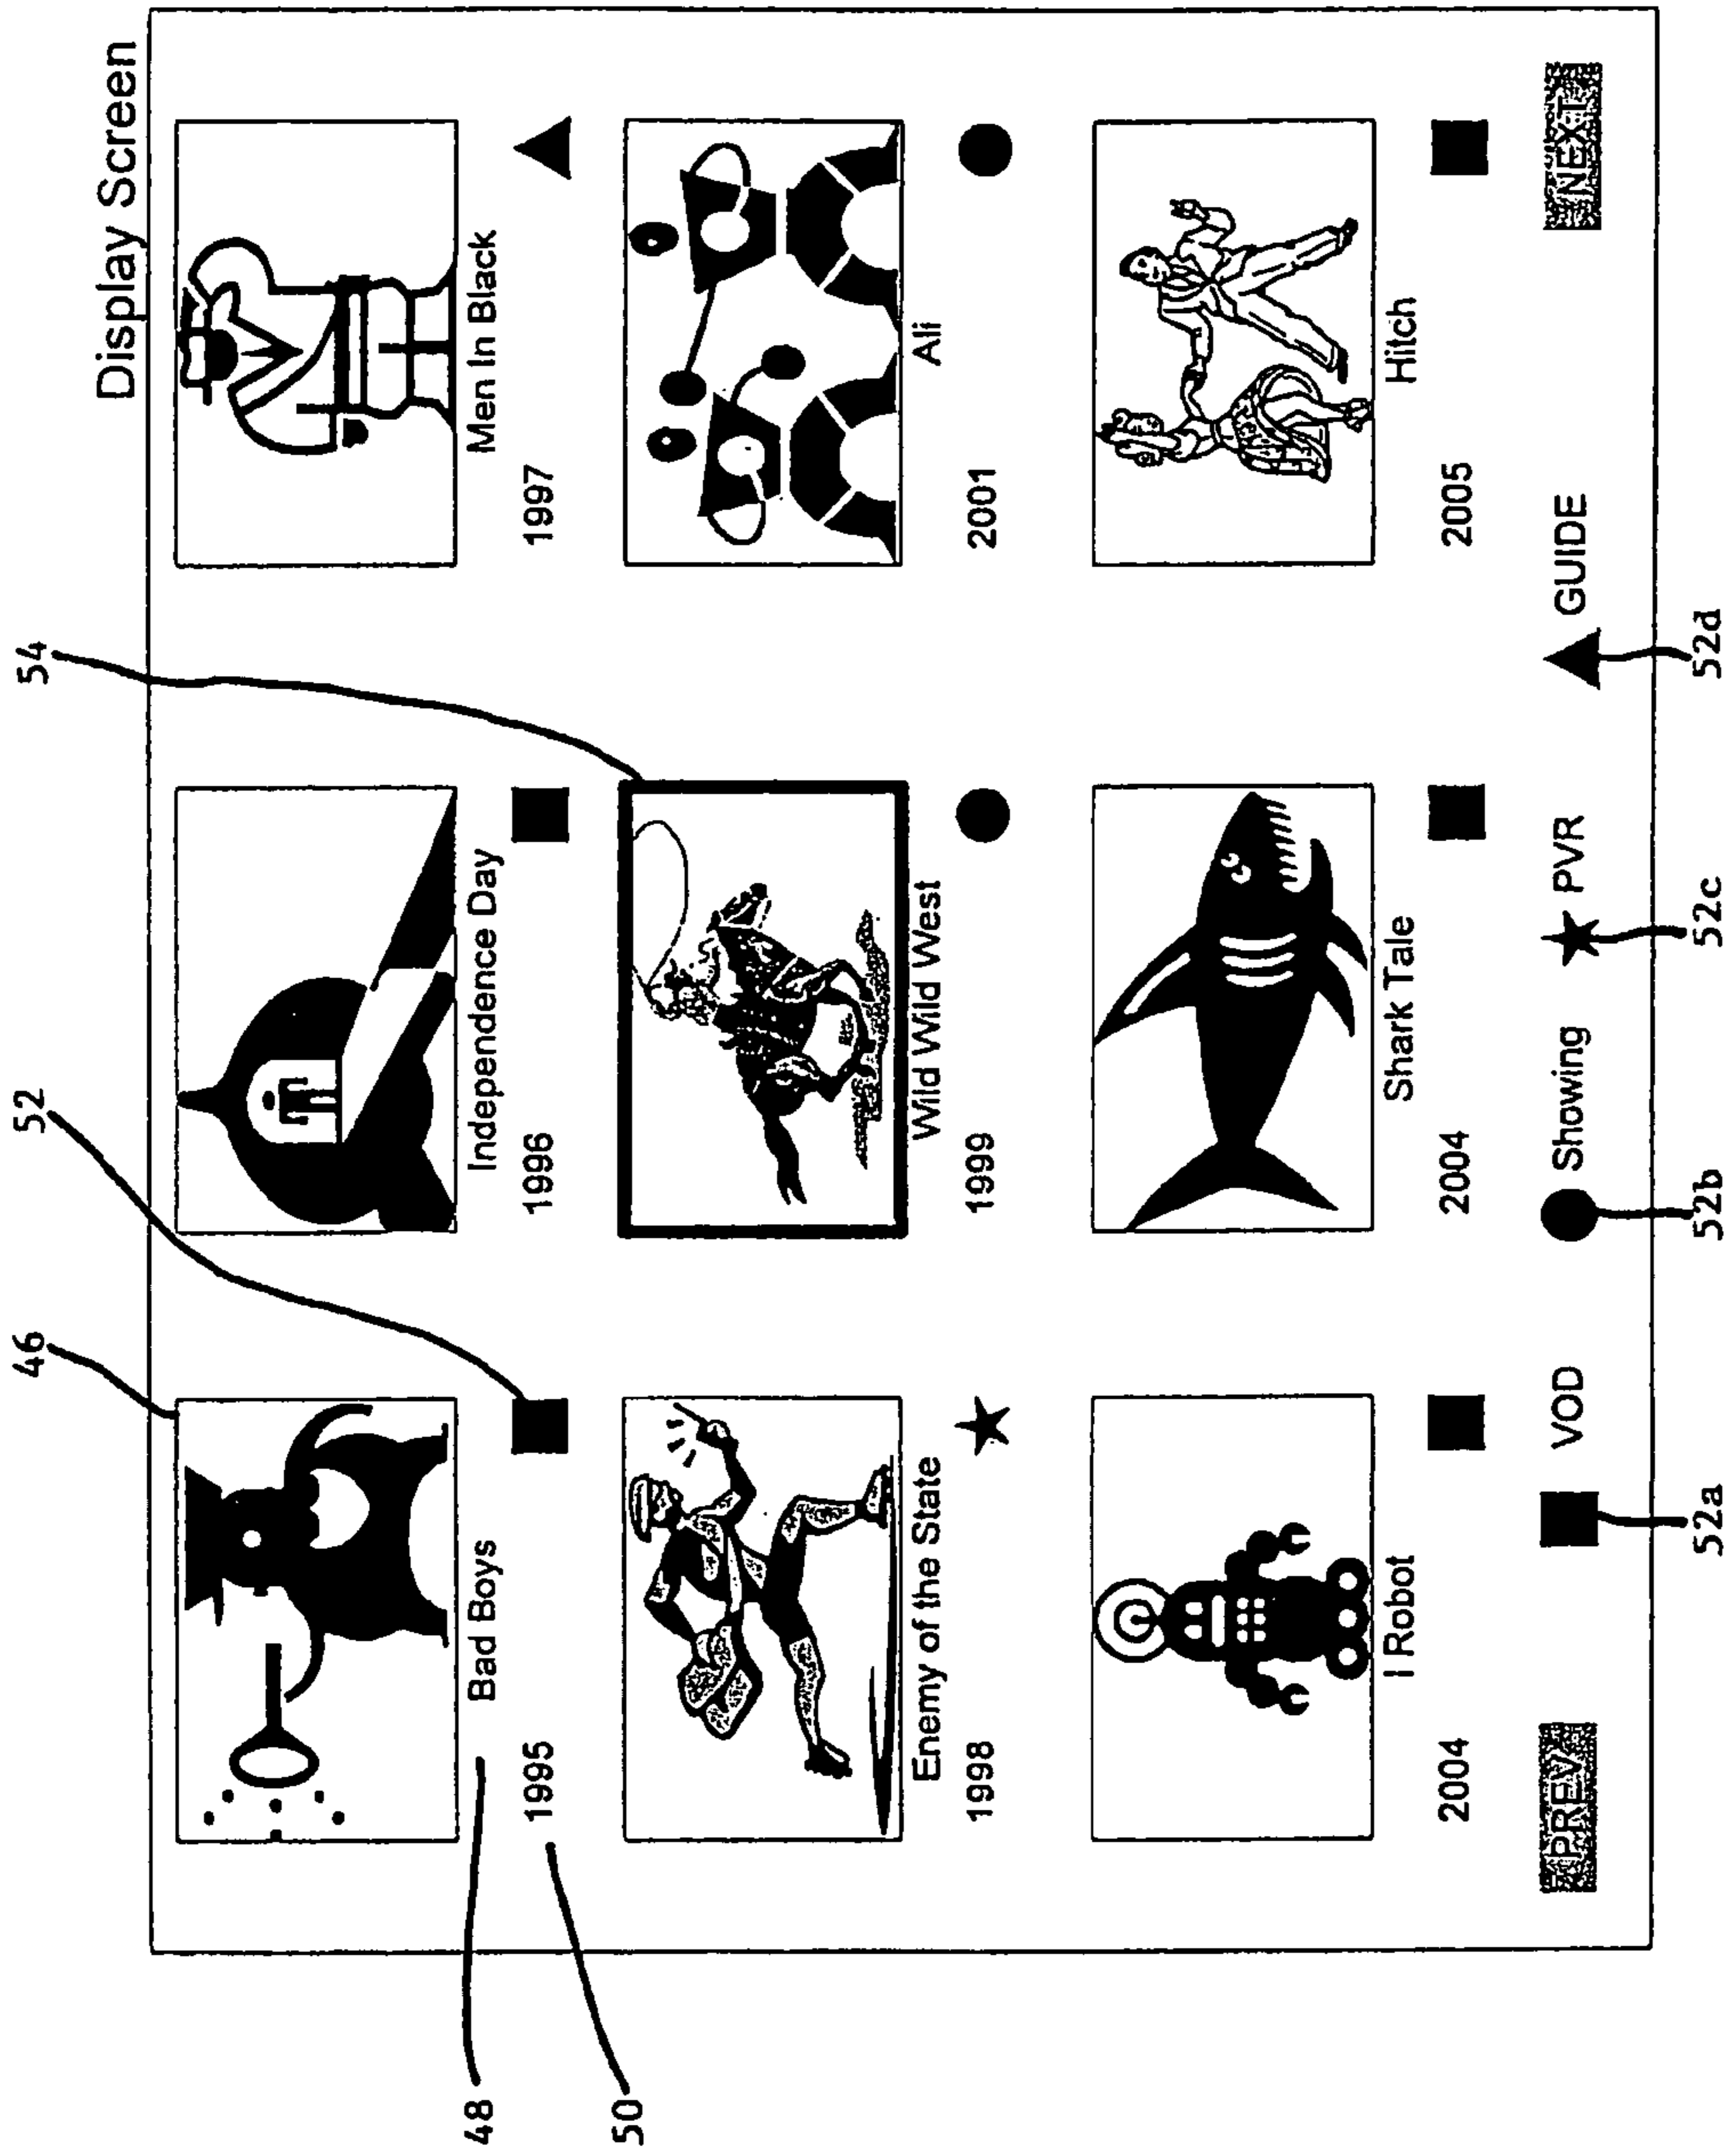 46 52 54
Display Screen
48 Bad Boys Independence Day Men In Black
1995 1996 1997
50
Enemy of the State Wild Wild West Ali
1998 1999 2001
I Robot Shark Tale Hitch
2004 2004 2005
PREV VOD Showing PVR GUIDE NEXT
52a 52b 52c 52d